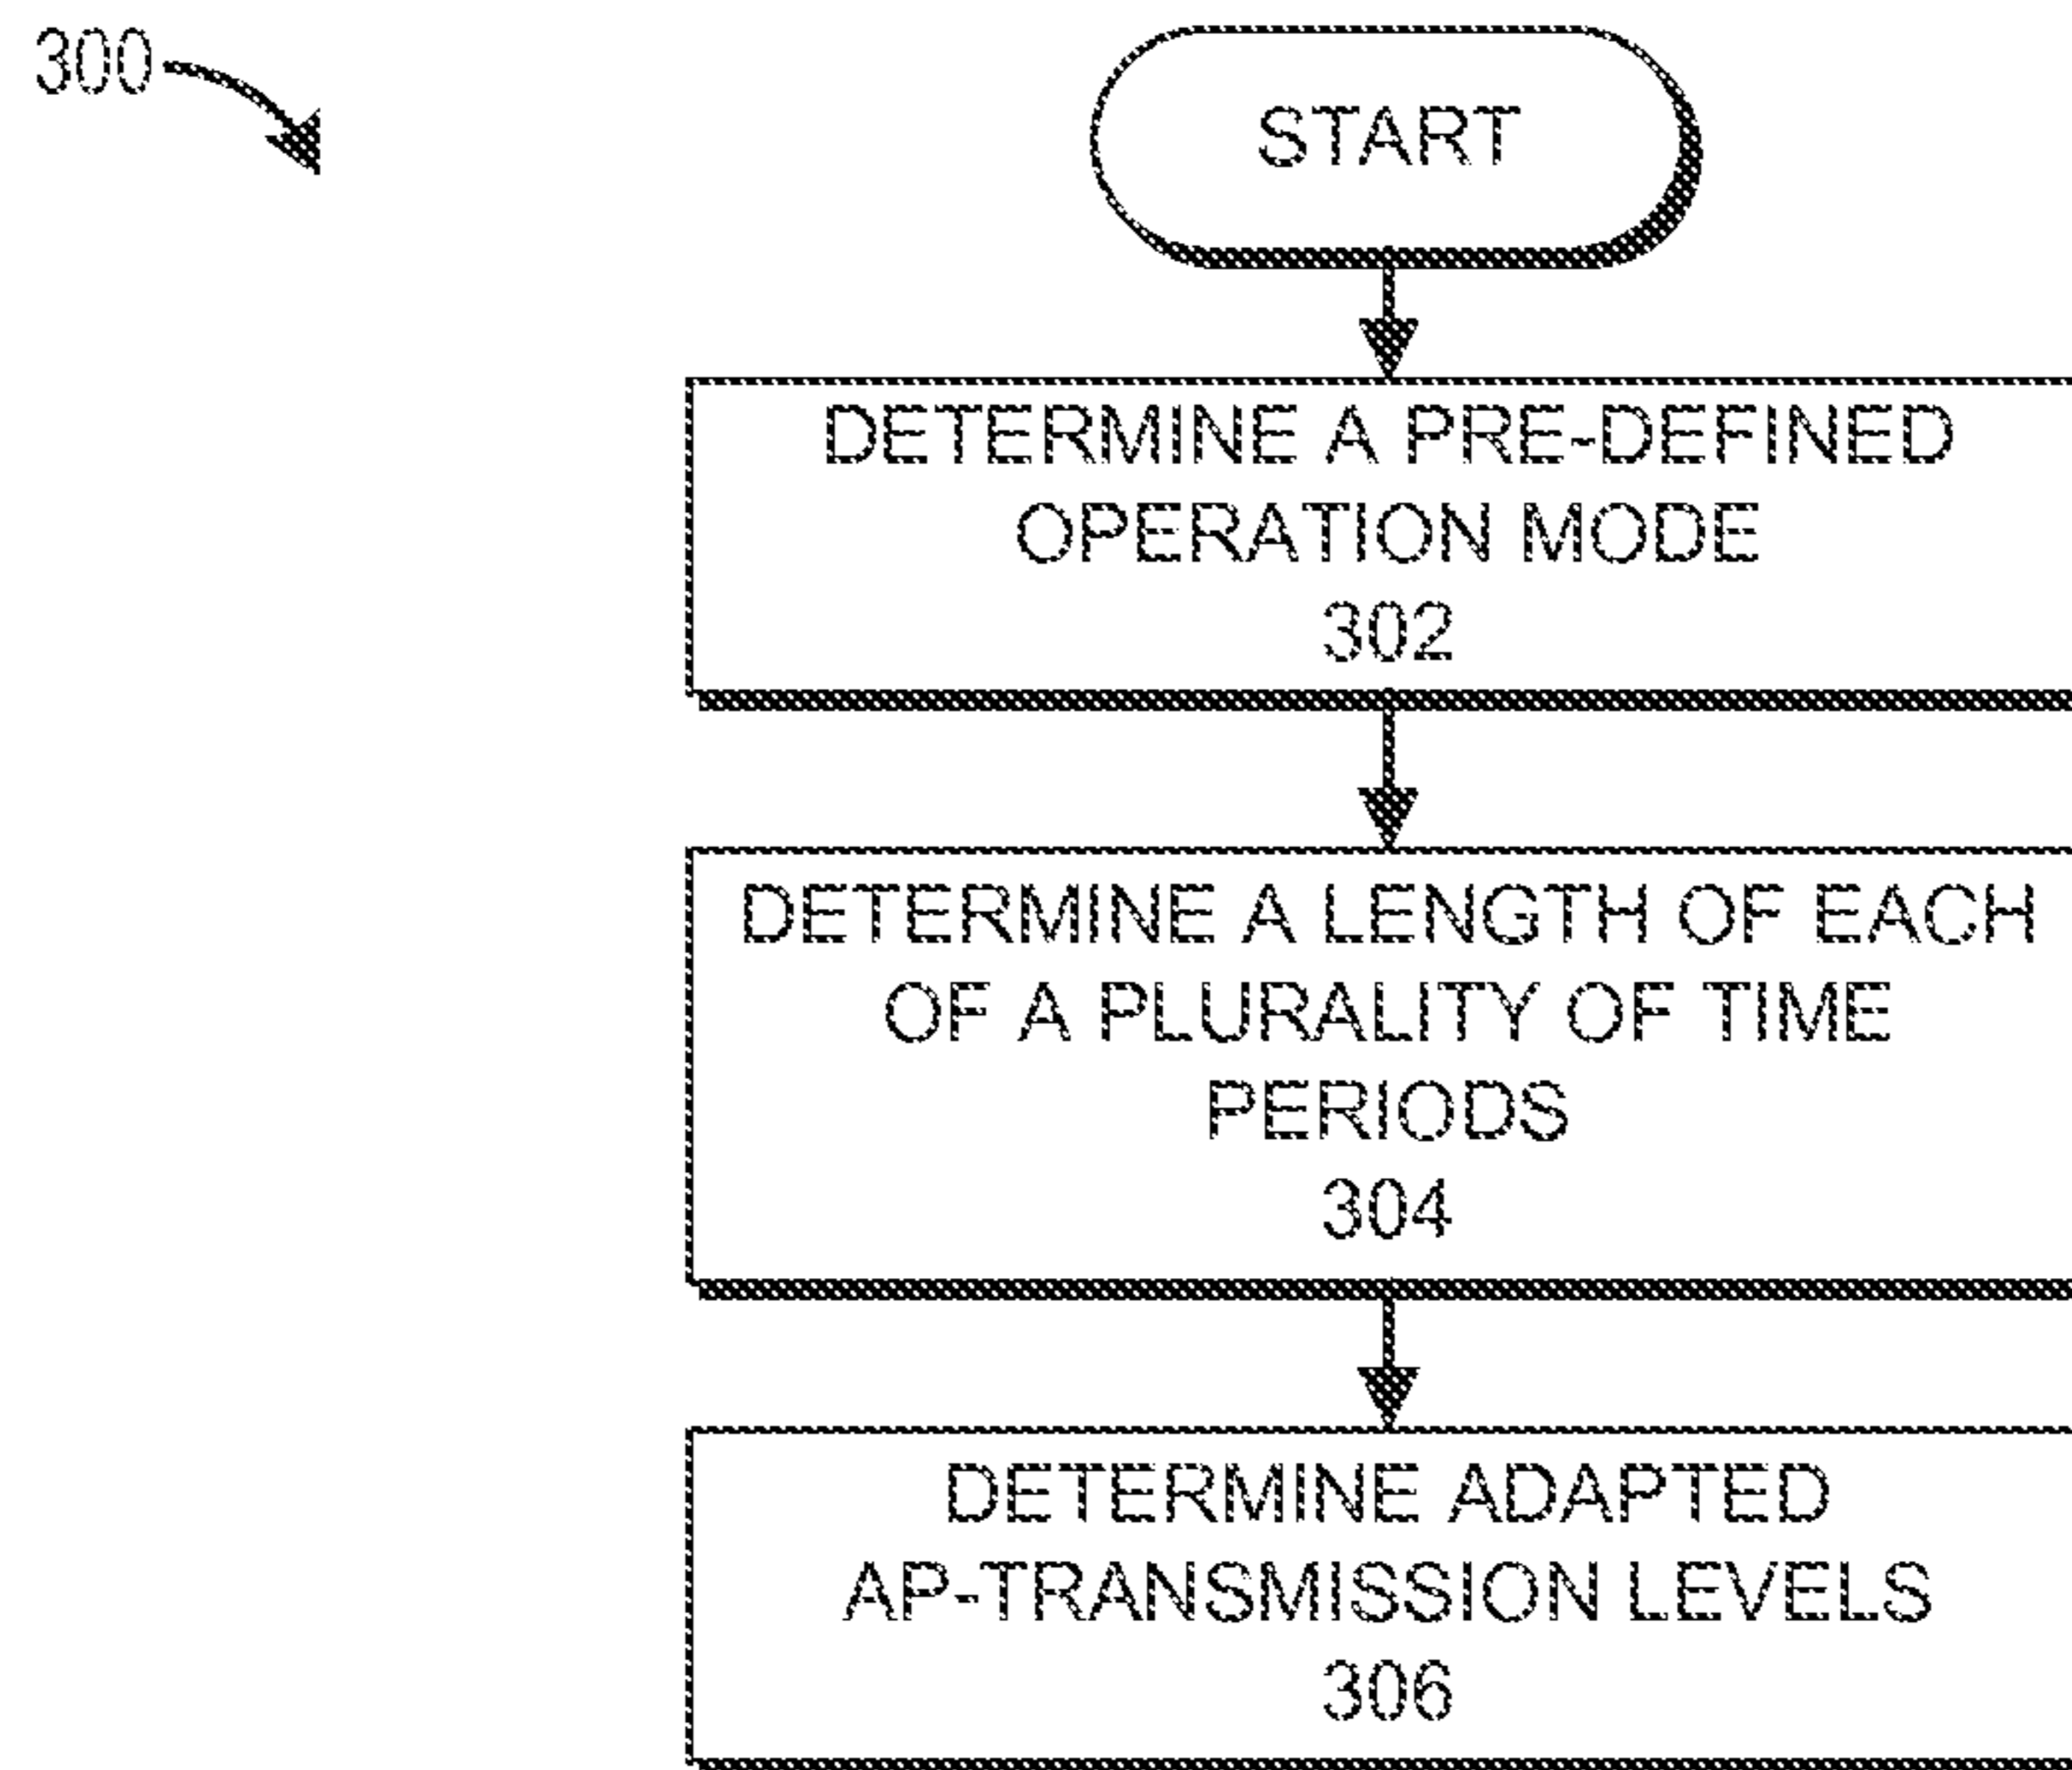 300
START
DETERMINE A PRE-DEFINED
OPERATION MODE
302
DETERMINE A LENGTH OF EACH
OF A PLURALITY OF TIME
PERIODS
304
DETERMINE ADAPTED
AP-TRANSMISSION LEVELS
306